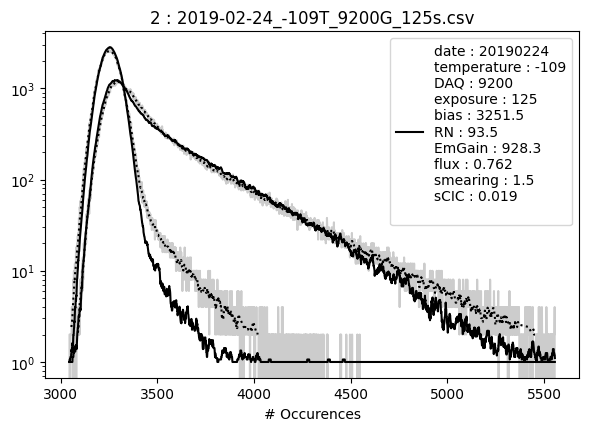 2 : 2019-02-24_-109T_9200G_125s.csv
date : 20190224
temperature : -109
DAQ : 9200
exposure : 125
bias : 3251.5
RN : 93.5
EmGain : 928.3
flux : 0.762
smearing : 1.5
sCIC : 0.019
10³
10²
10¹
10⁰
3000 3500 4000 4500 5000 5500
# Occurences